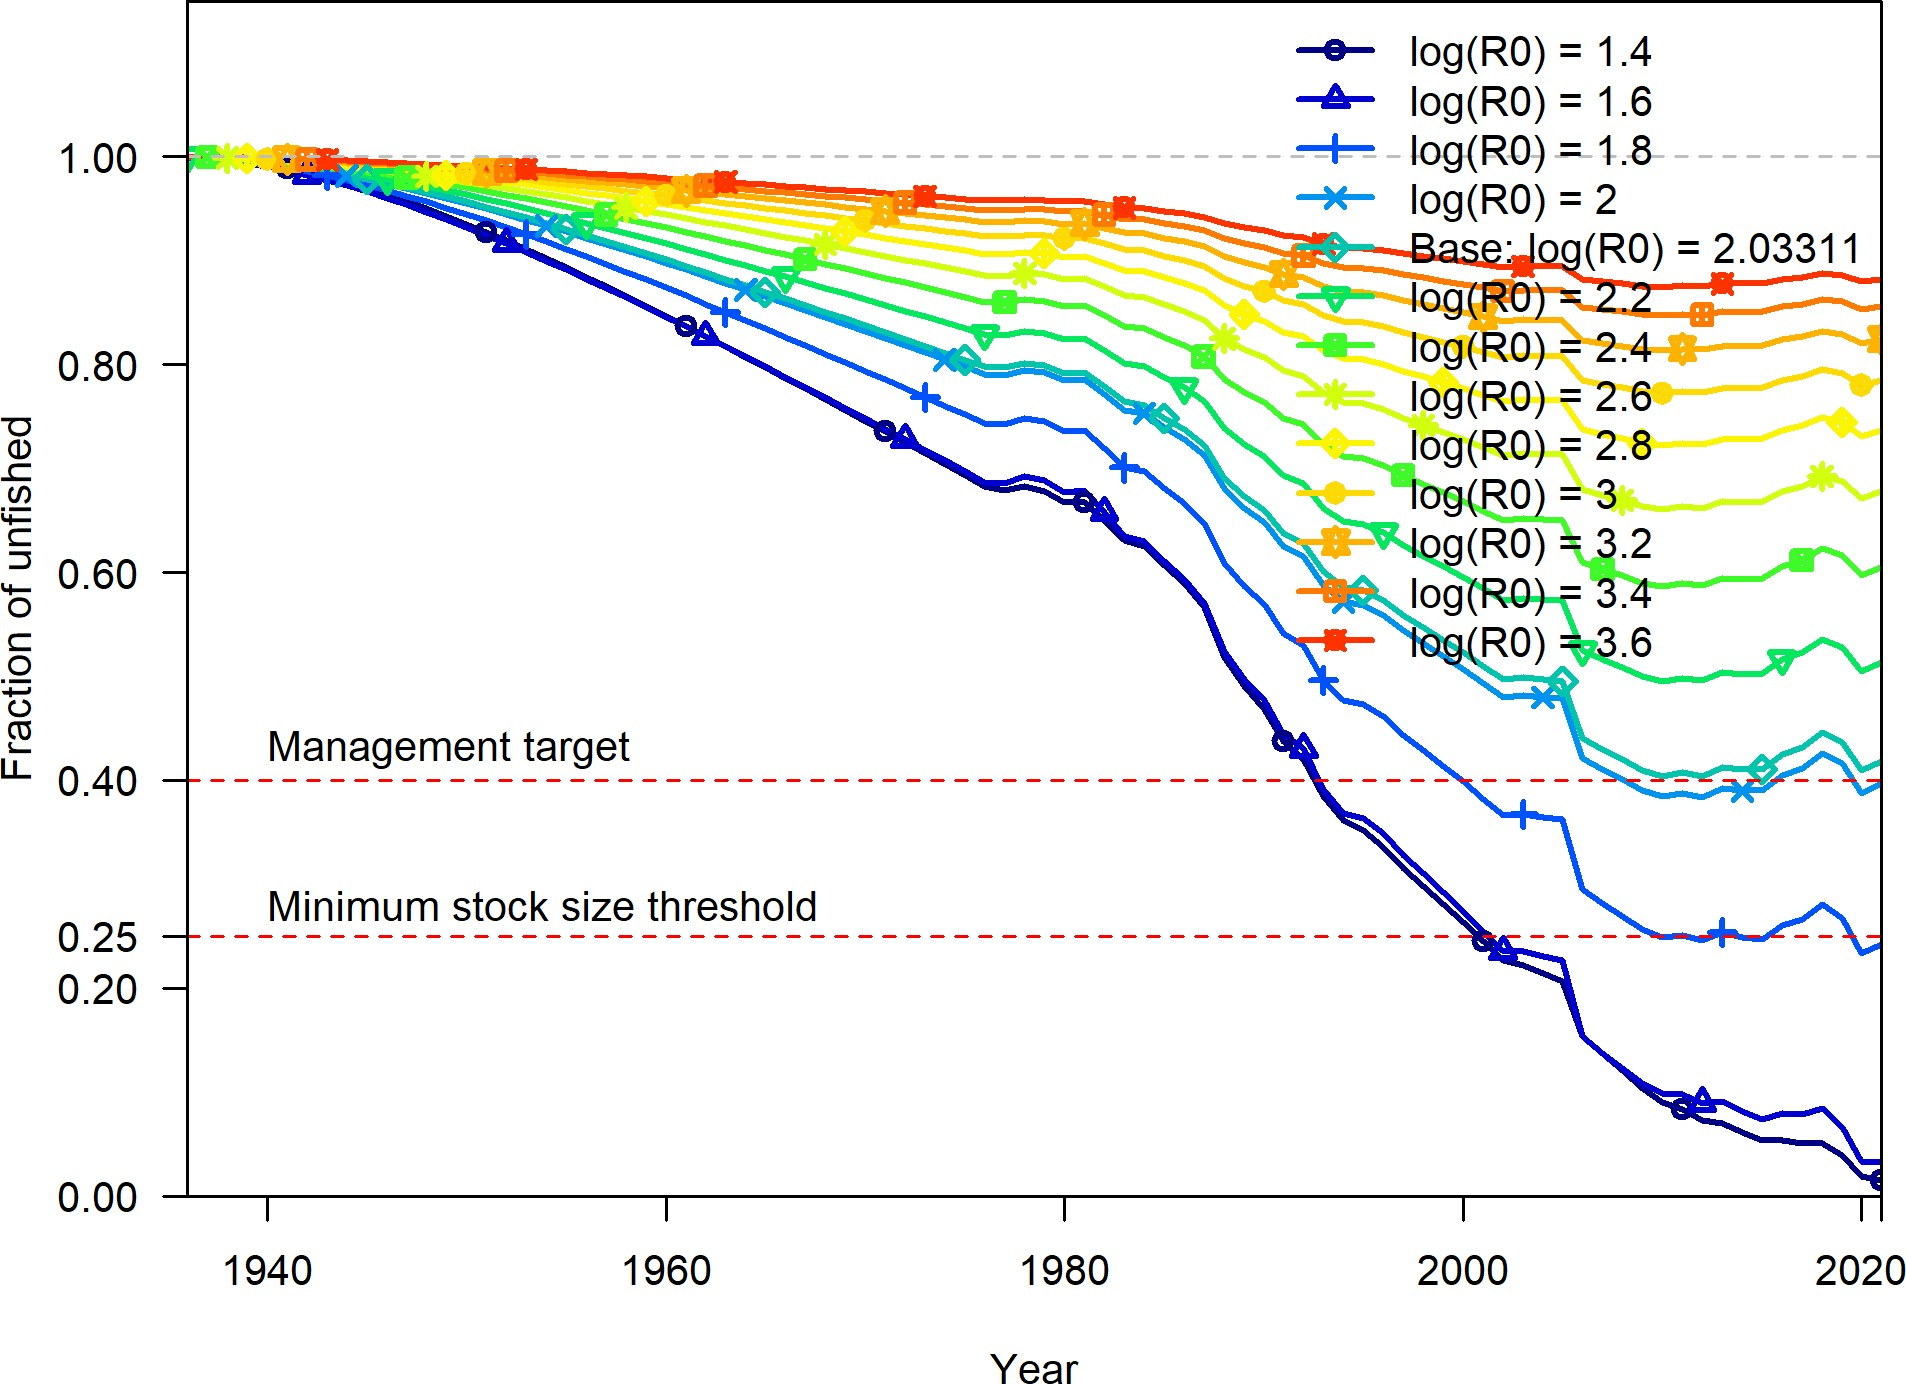 log(R0) = 1.4
log(R0) = 1.6
log(R0) = 1.8
log(R0) = 2
Base: log(R0) = 2.03311
log(R0) = 2.2
log(R0) = 2.4
log(R0) = 2.6
log(R0) = 2.8
log(R0) = 3
log(R0) = 3.2
log(R0) = 3.4
log(R0) = 3.6
1.00
0.80
0.60
0.40
0.25
0.20
0.00
Fraction of unfished
Management target
Minimum stock size threshold
1940
1960
1980
2000
2020
Year